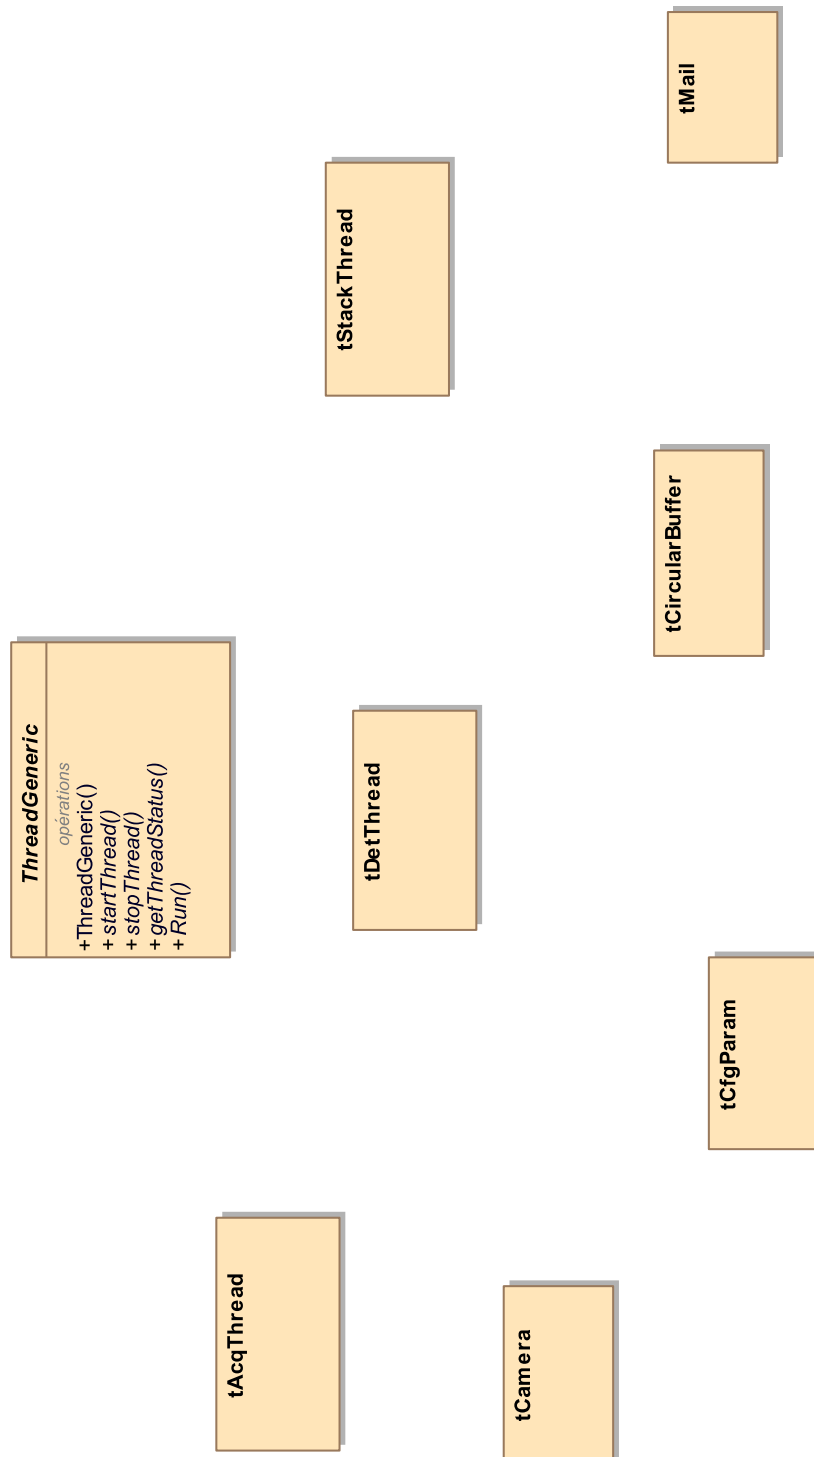 ThreadGeneric
opérations
+ThreadGeneric()
+ startThread()
+ stopThread()
+ getThreadStatus()
+ Run()
tAcqThread
tStackThread
tDetThread
tCamera
tCircularBuffer
tMail
tCfgParam